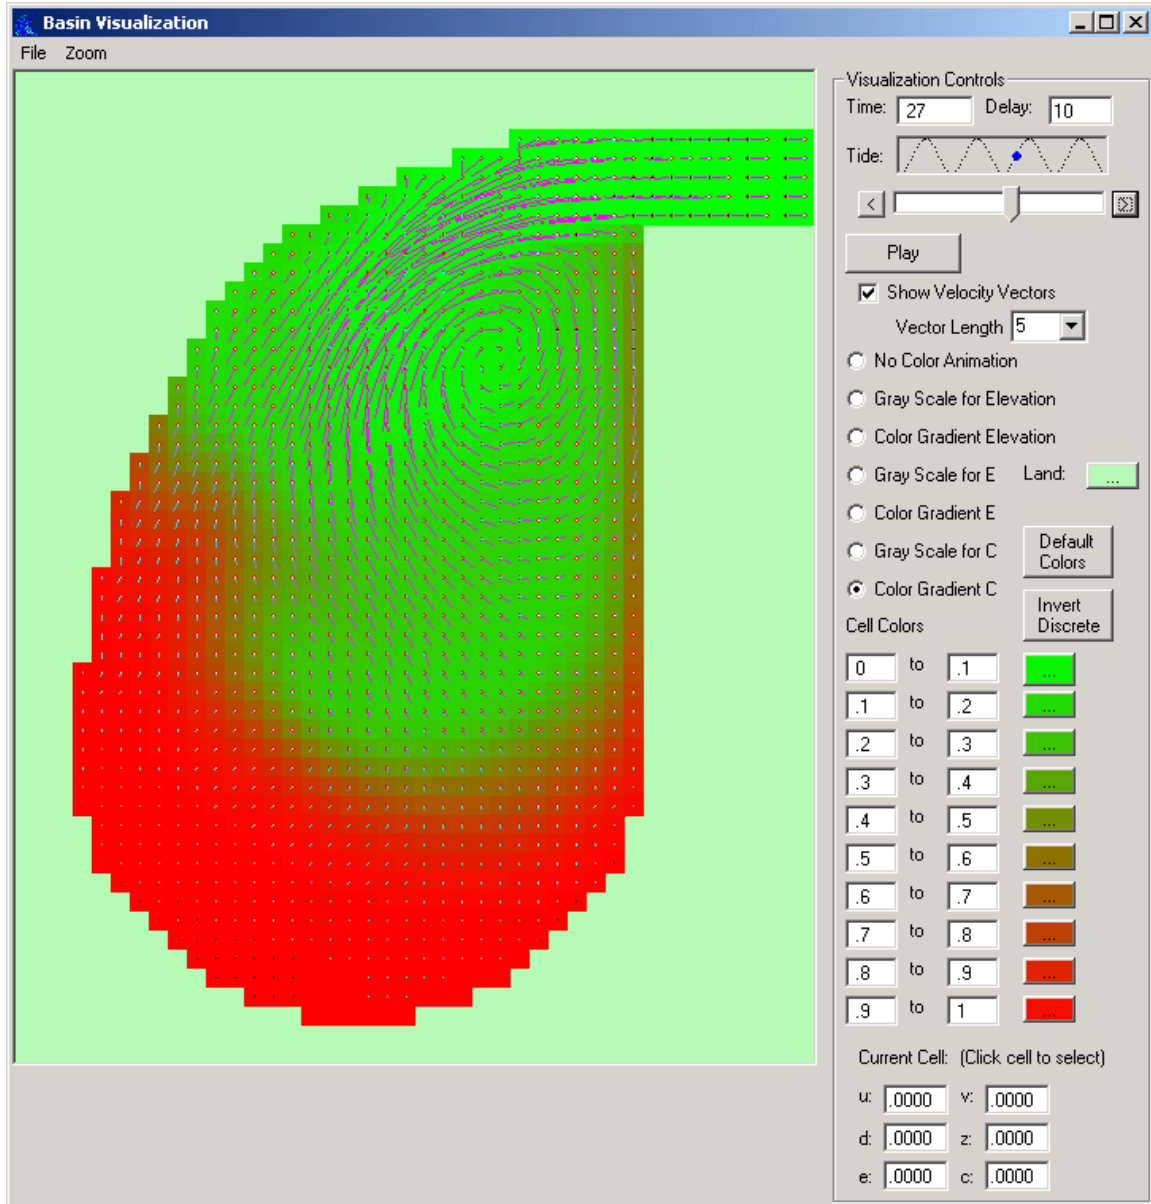 Basin Visualization
File Zoom
Visualization Controls
Time: 27 Delay: 10
Tide:
<
>
Play
Show Velocity Vectors
Vector Length 5
No Color Animation
Gray Scale for Elevation
Color Gradient Elevation
Gray Scale for E Land: ...
Color Gradient E
Gray Scale for C Default Colors
Color Gradient C Invert Discrete
Cell Colors
0 to .1 ...
.1 to .2 ...
.2 to .3 ...
.3 to .4 ...
.4 to .5 ...
.5 to .6 ...
.6 to .7 ...
.7 to .8 ...
.8 to .9 ...
.9 to 1 ...
Current Cell: (Click cell to select)
u: .0000 v: .0000
d: .0000 z: .0000
e: .0000 c: .0000